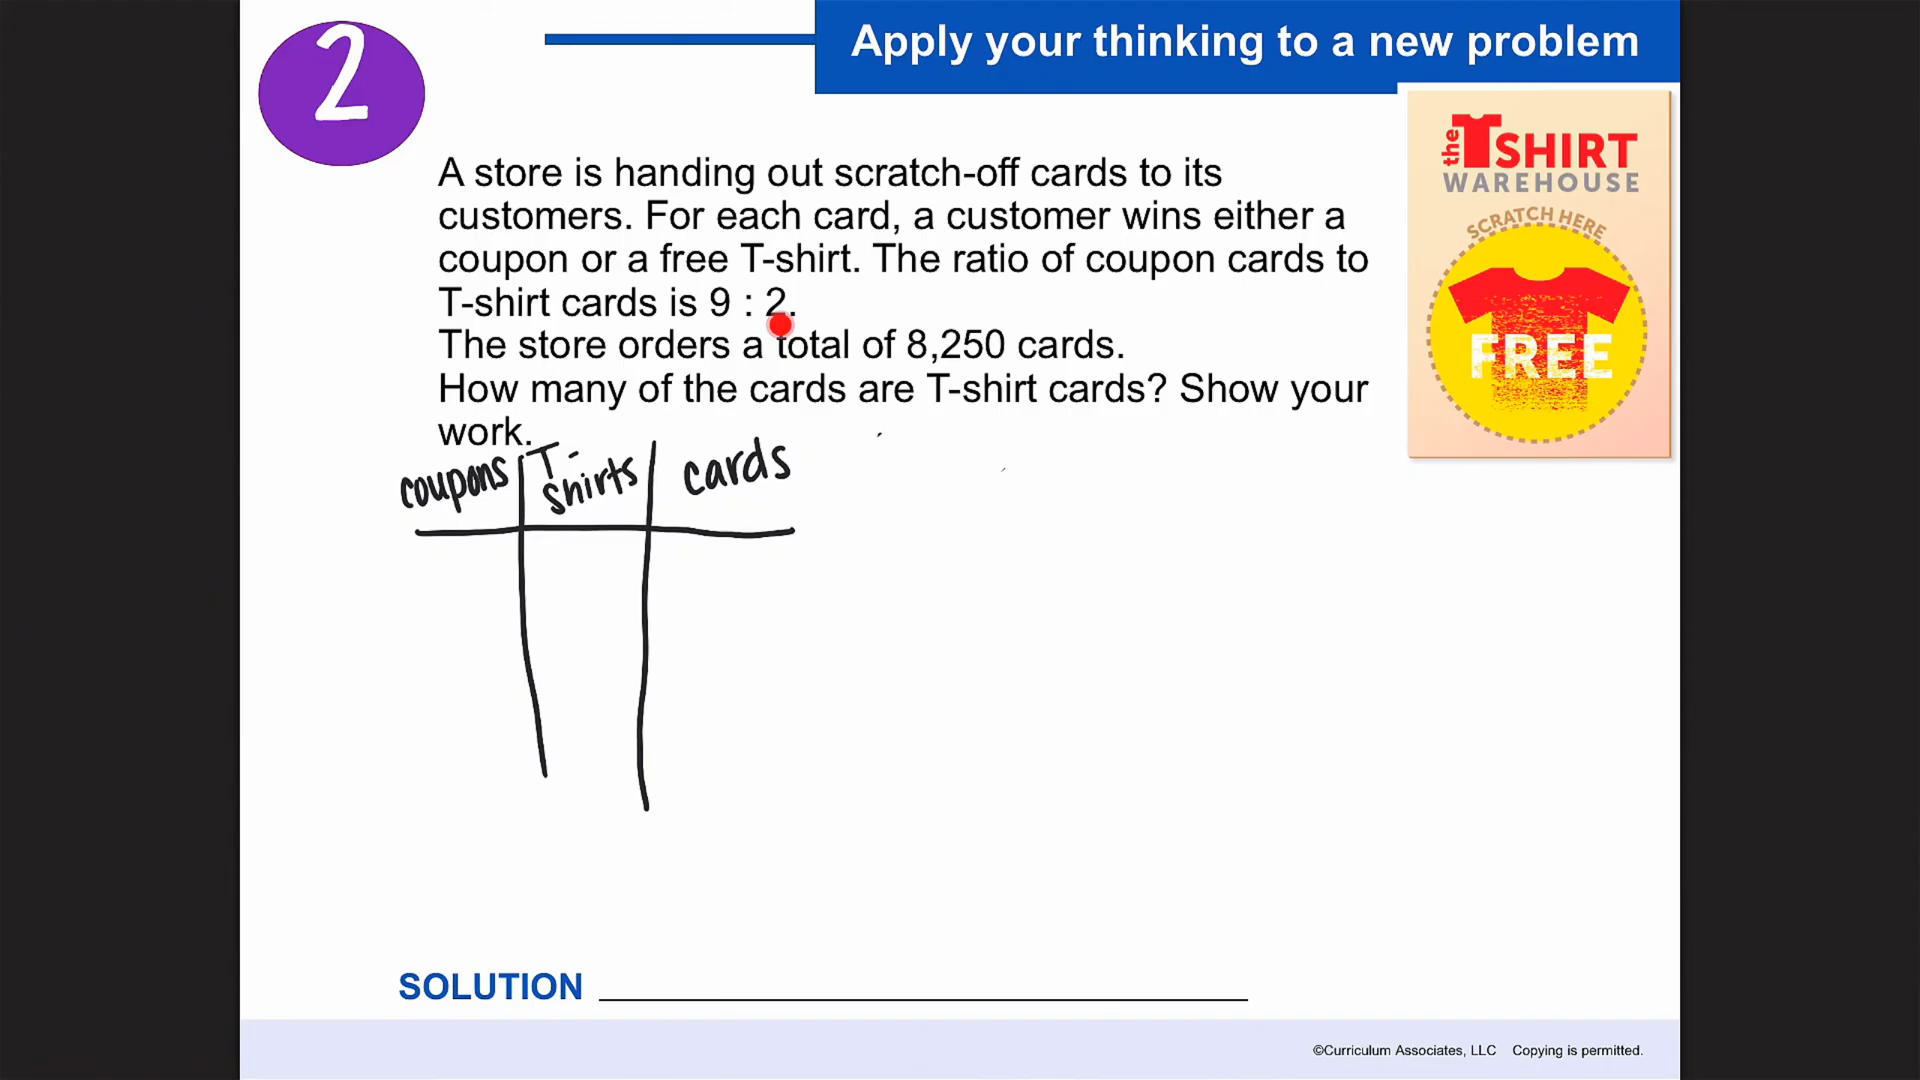 2
Apply your thinking to a new problem
A store is handing out scratch-off cards to its
customers. For each card, a customer wins either a
coupon or a free T-shirt. The ratio of coupon cards to
T-shirt cards is 9 : 2.
The store orders a total of 8,250 cards.
How many of the cards are T-shirt cards? Show your
work.
the TSHIRT
WAREHOUSE
SCRATCH HERE
FREE
coupons T-shirts cards
SOLUTION
©Curriculum Associates, LLC Copying is permitted.